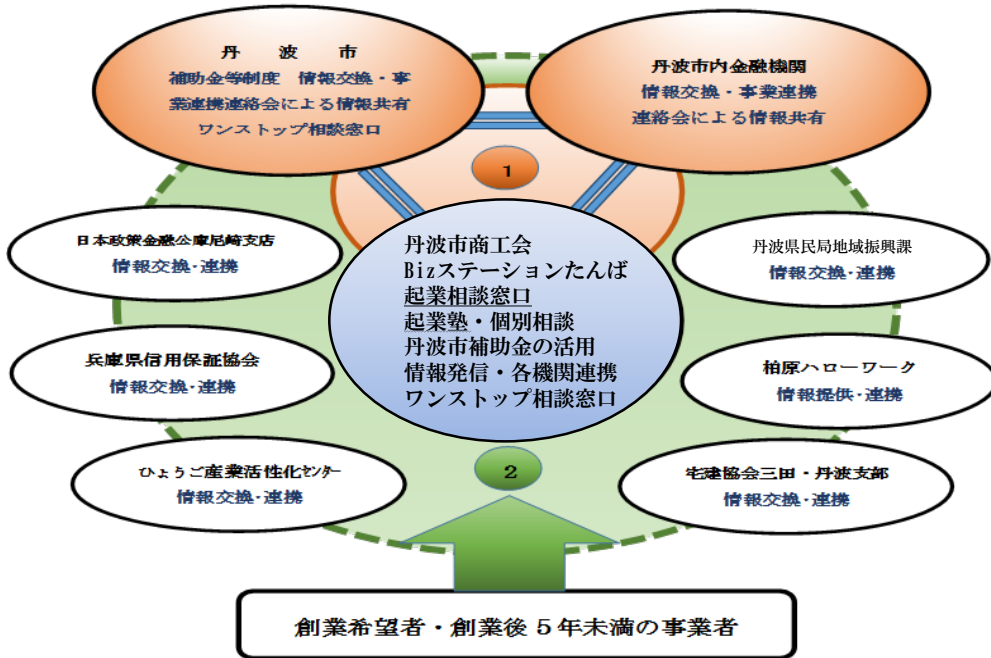 丹　波　市
補助金等制度　情報交換・事
業連携連絡会による情報共有
ワンストップ相談窓口
丹波市内金融機関
情報交換・事業連携
連絡会による情報共有
1
日本政策金融公庫尼崎支店
情報交換・連携
丹波市商工会
Bizステーションたんば
起業相談窓口
起業塾・個別相談
丹波市補助金の活用
情報発信・各機関連携
ワンストップ相談窓口
丹波県民局地域振興課
情報交換・連携
兵庫県信用保証協会
情報交換・連携
柏原ハローワーク
情報提供・連携
ひょうご産業活性化ｾﾝﾀｰ
情報交換・連携
2
宅建協会三田・丹波支部
情報交換・連携
創業希望者・創業後５年未満の事業者